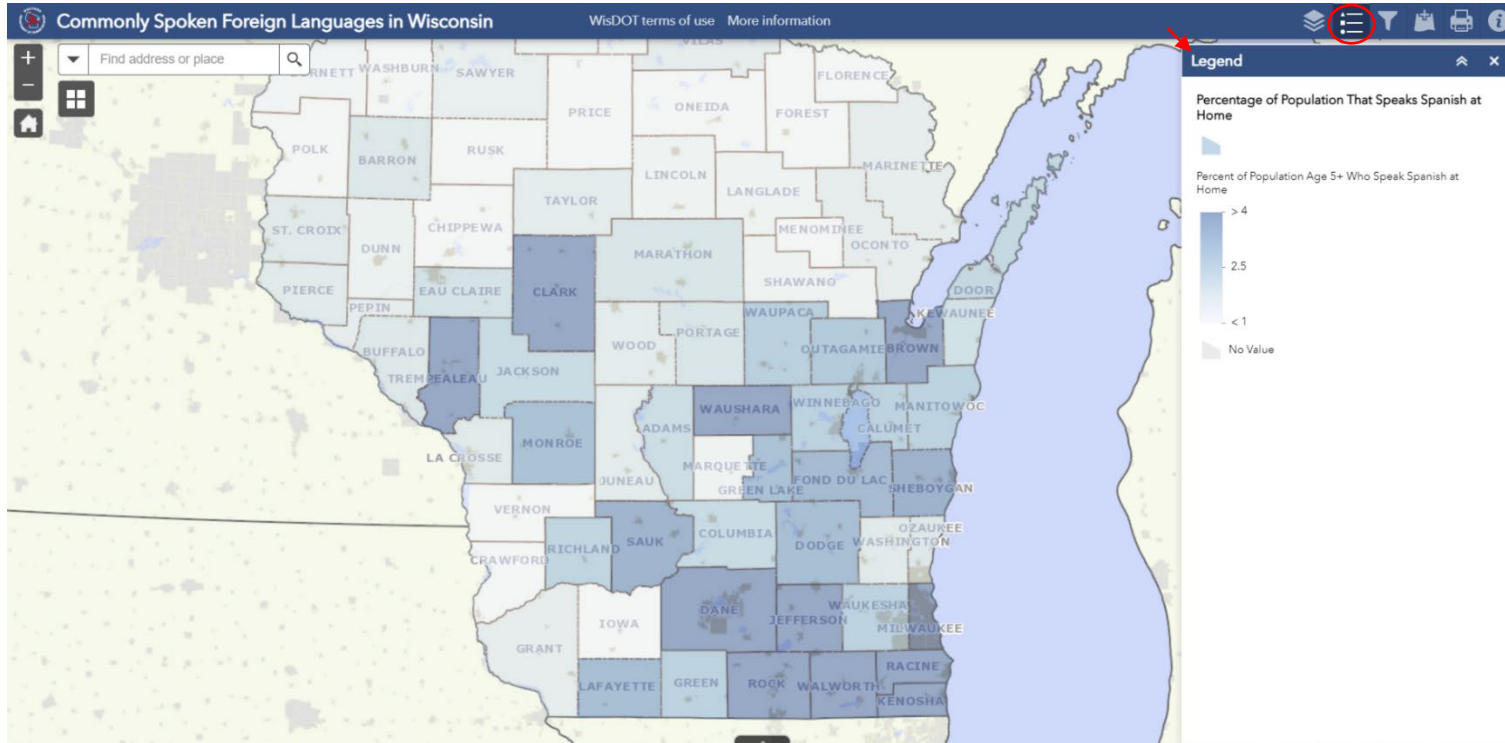 Commonly Spoken Foreign Languages in Wisconsin
WisDOT terms of use More information
+
Find address or place
−
Legend
Percentage of Population That Speaks Spanish at
Home
Percent of Population Age 5+ Who Speak Spanish at
Home
> 4
2.5
< 1
No Value
VILAS
WASHBURN
SAWYER
FLORENCE
PRICE
ONEIDA
FOREST
POLK
BARRON
RUSK
LINCOLN
LANGLADE
MARINETTE
TAYLOR
ST. CROIX
DUNN
CHIPPEWA
MENOMINEE
OCONTO
MARATHON
PIERCE
EAU CLAIRE
CLARK
SHAWANO
DOOR
PEPIN
WAUPACA
KEWAUNEE
BUFFALO
WOOD
PORTAGE
OUTAGAMIE
BROWN
TREMPEALEAU
JACKSON
WAUSHARA
WINNEBAGO
MANITOWOC
ADAMS
CALUMET
MONROE
LA CROSSE
MARQUETTE
JUNEAU
GREEN LAKE
FOND DU LAC
SHEBOYGAN
VERNON
RICHLAND
SAUK
COLUMBIA
DODGE
OZAUKEE
WASHINGTON
CRAWFORD
DANE
JEFFERSON
WAUKESHA
MILWAUKEE
IOWA
GRANT
LAFAYETTE
GREEN
ROCK
WALWORTH
RACINE
KENOSHA